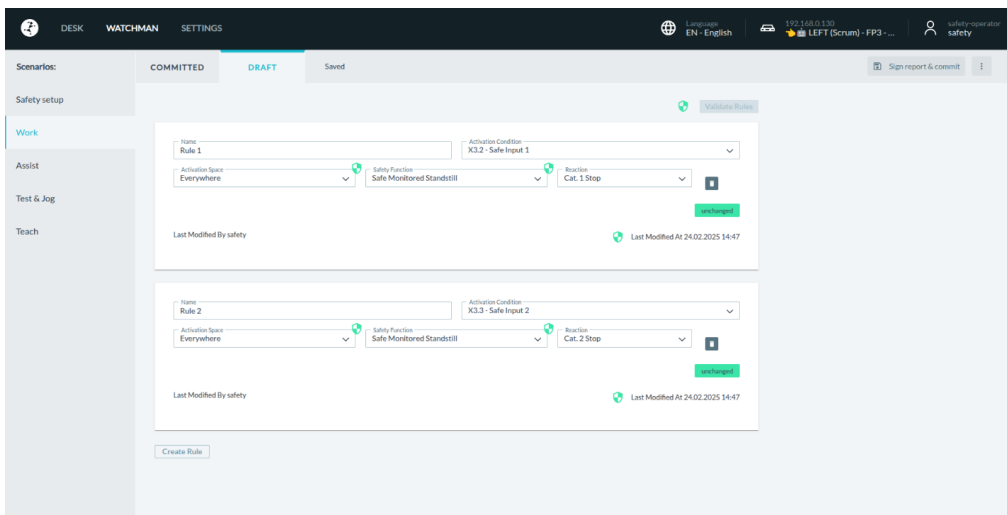 DESK WATCHMAN SETTINGS
Language
EN - English
192.168.0.130
👈🤖 LEFT (Scrum) - FP3 - ...
safety-operator
safety
Scenarios:
COMMITTED DRAFT Saved
Sign report & commit
Safety setup
Work
Assist
Test & Jog
Teach
Validate Rules
Name
Rule 1
Activation Condition
X3.2 - Safe Input 1
Activation Space
Everywhere
Safety Function
Safe Monitored Standstill
Reaction
Cat. 1 Stop
unchanged
Last Modified By safety
Last Modified At 24.02.2025 14:47
Name
Rule 2
Activation Condition
X3.3 - Safe Input 2
Activation Space
Everywhere
Safety Function
Safe Monitored Standstill
Reaction
Cat. 2 Stop
unchanged
Last Modified By safety
Last Modified At 24.02.2025 14:47
Create Rule